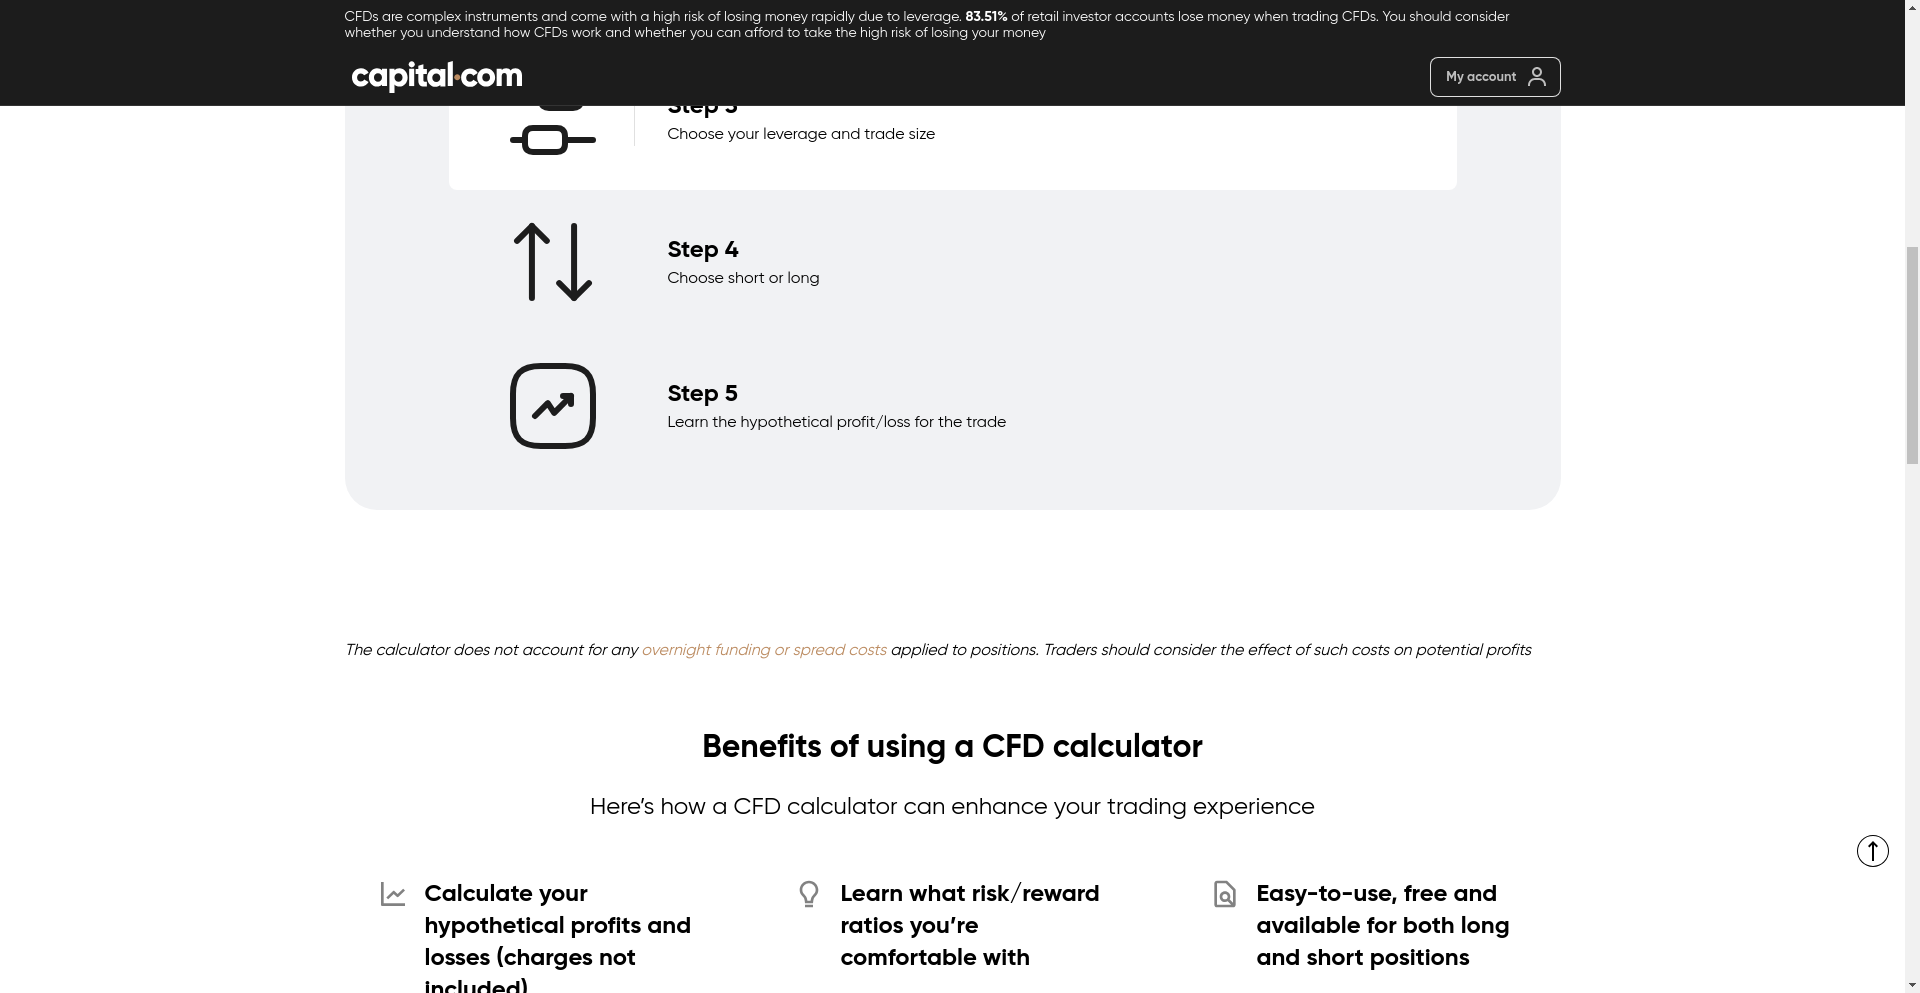 CFDs are complex instruments and come with a high risk of losing money rapidly due to leverage. 83.51% of retail investor accounts lose money when trading CFDs. You should consider
whether you understand how CFDs work and whether you can afford to take the high risk of losing your money
capital.com
My account
Step 3
Choose your leverage and trade size
Step 4
Choose short or long
Step 5
Learn the hypothetical profit/loss for the trade
The calculator does not account for any overnight funding or spread costs applied to positions. Traders should consider the effect of such costs on potential profits
Benefits of using a CFD calculator
Here’s how a CFD calculator can enhance your trading experience
Calculate your
hypothetical profits and
losses (charges not
included)
Learn what risk/reward
ratios you’re
comfortable with
Easy-to-use, free and
available for both long
and short positions